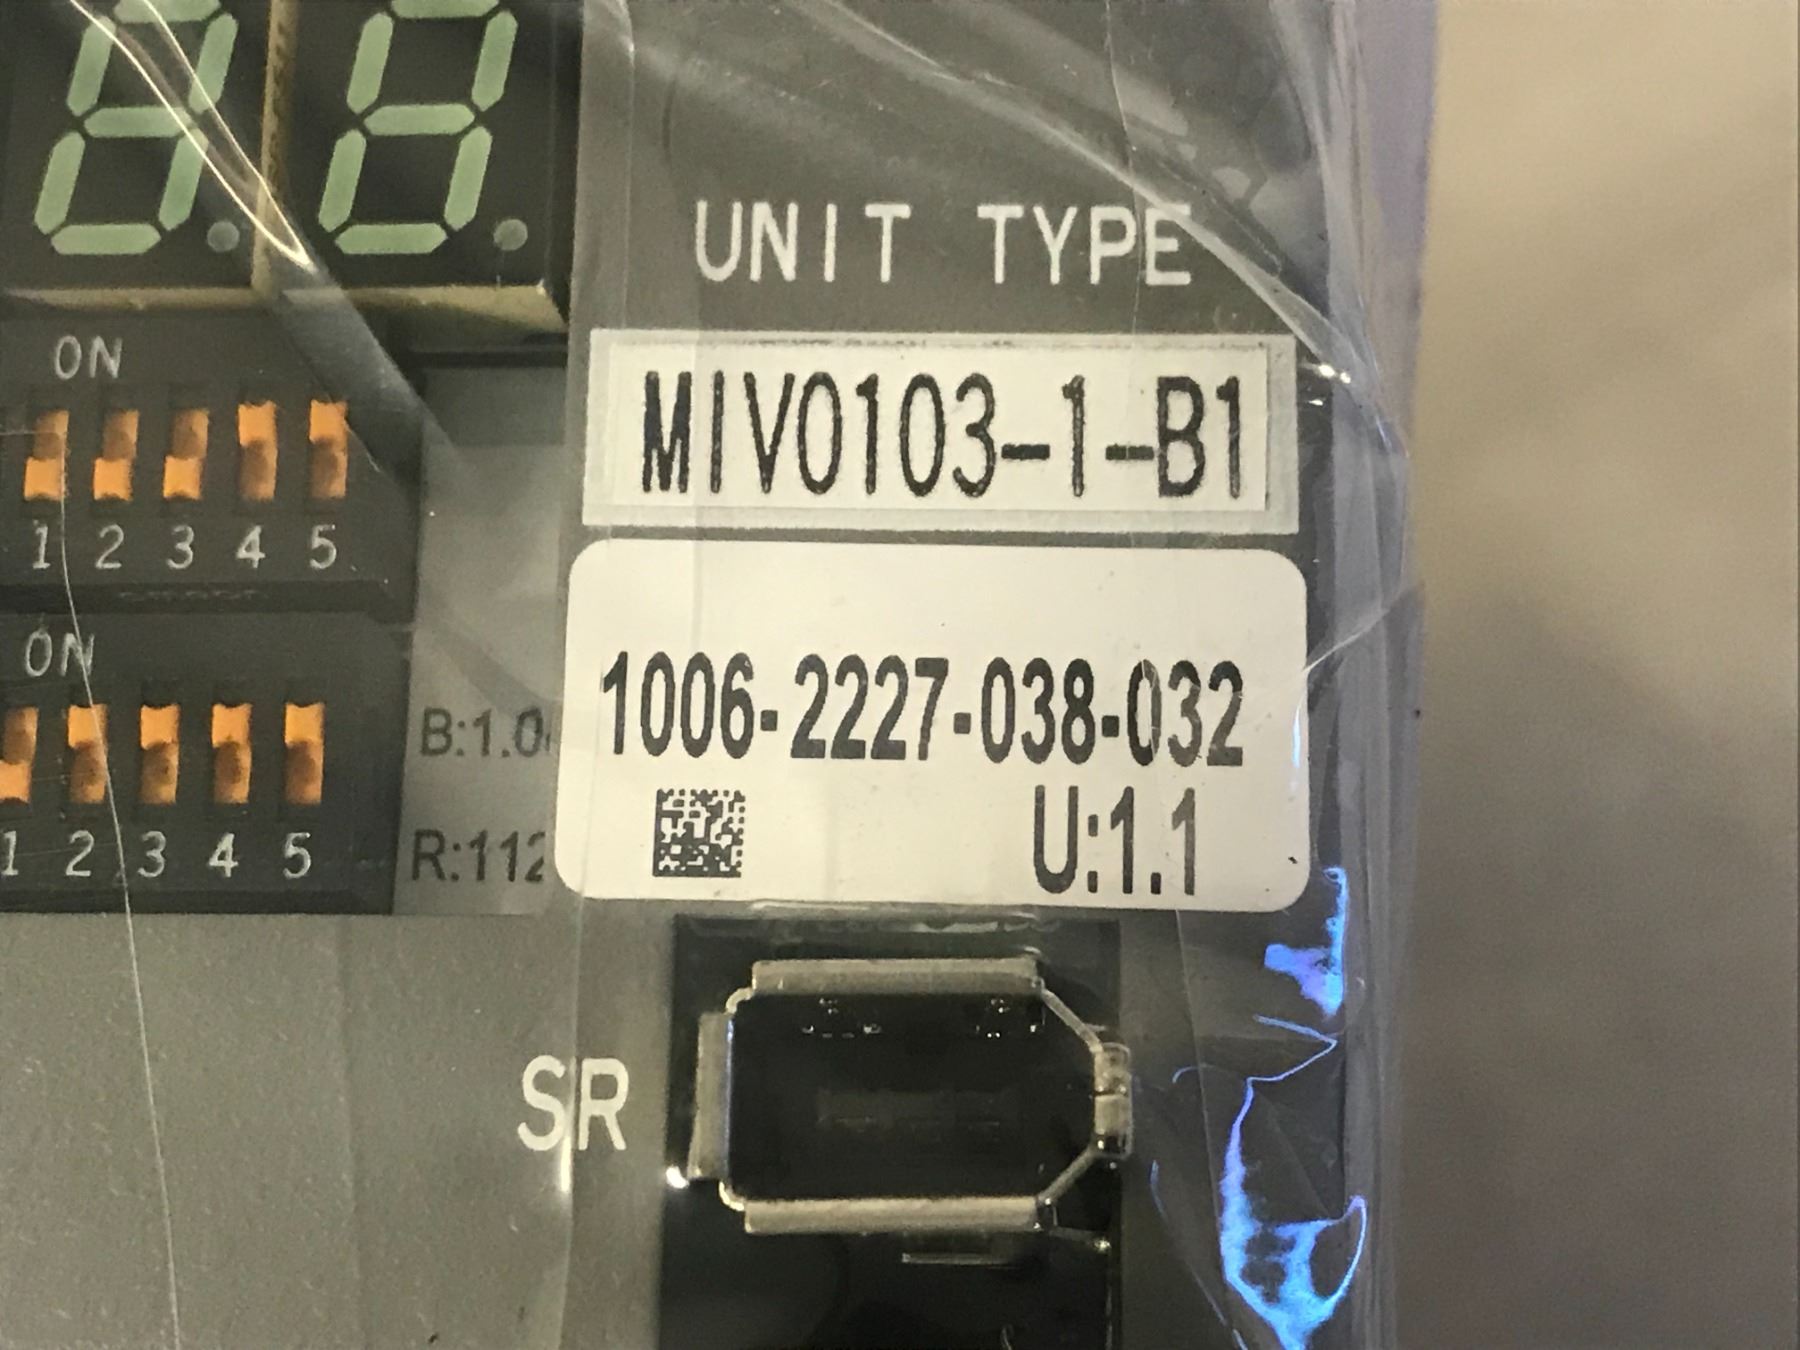 UNIT TYPE
MIV0103-1-B1
ON
1 2 3 4 5
ON
1 2 3 4 5
1006-2227-038-032
U:1.1
B:1.0
R:112
SR